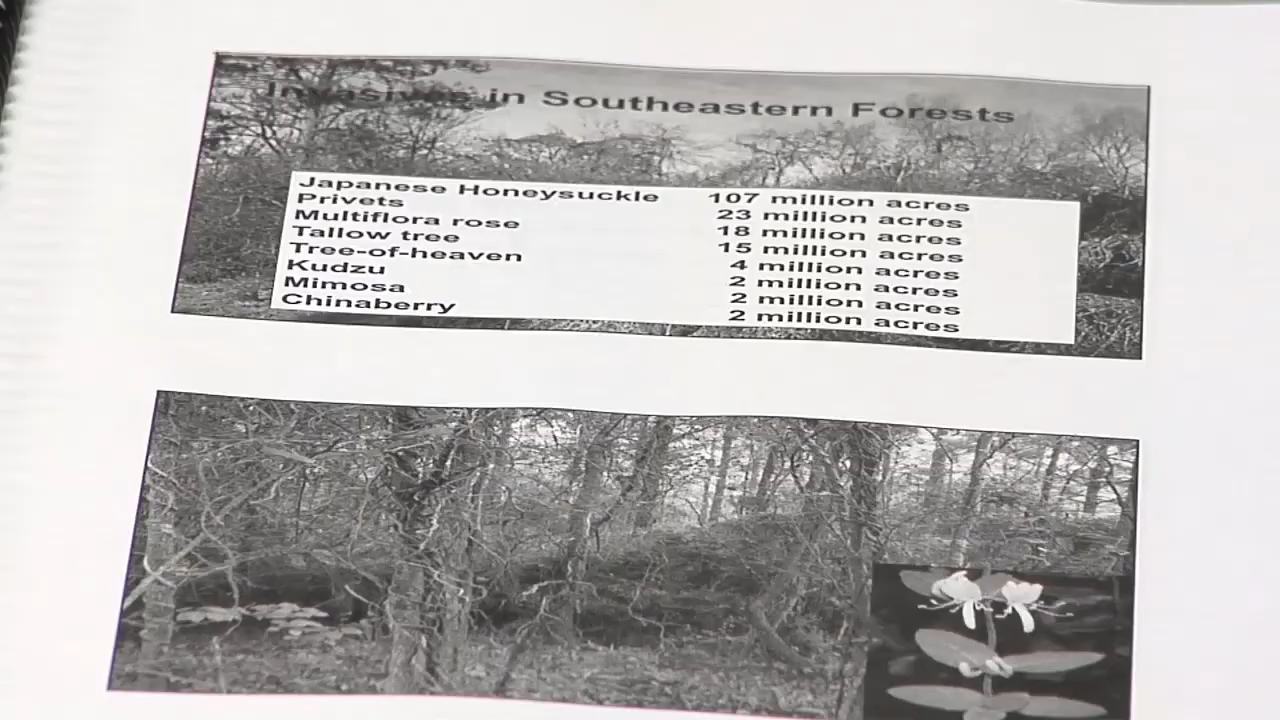 Invasives in Southeastern Forests
Japanese Honeysuckle 107 million acres
Privets 23 million acres
Multiflora rose 18 million acres
Tallow tree 15 million acres
Tree-of-heaven 4 million acres
Kudzu 2 million acres
Mimosa 2 million acres
Chinaberry 2 million acres